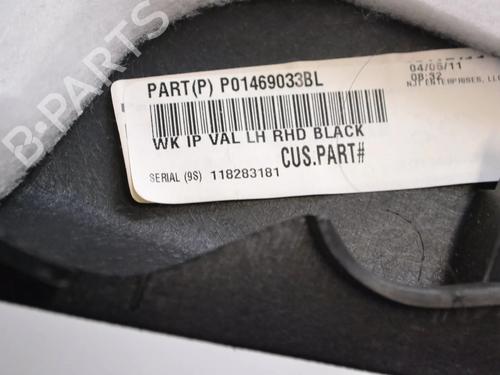 04/05/11
08:32
NJT ENTERPRISES, LLC
PART(P) P01469033BL
WK IP VAL LH RHD BLACK
CUS.PART#
SERIAL (9S) 118283181
B-PARTS